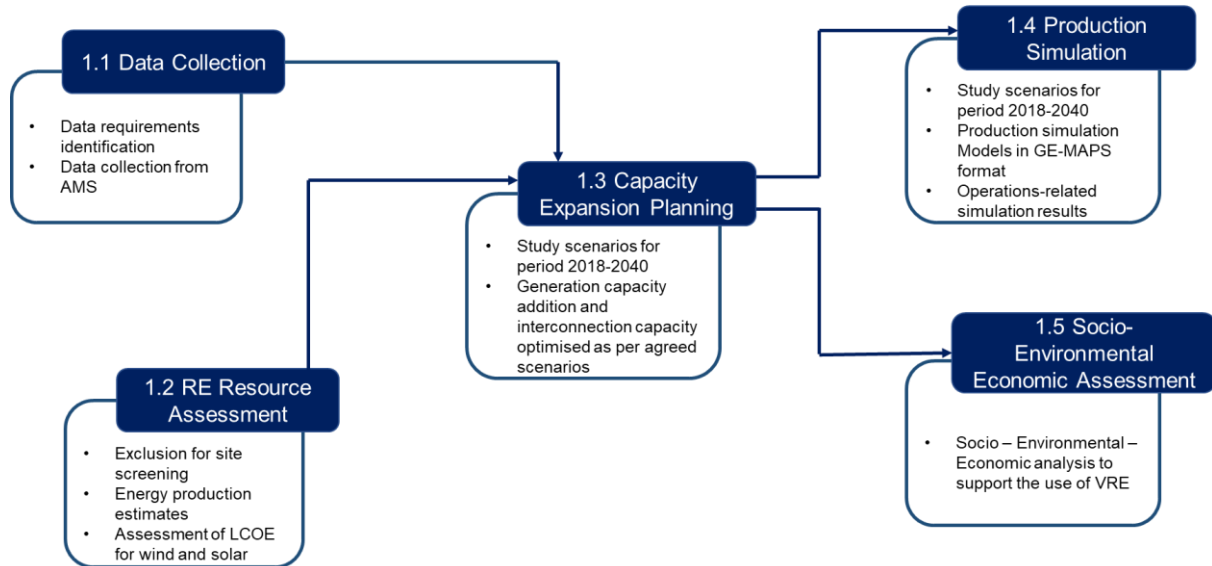 1.1 Data Collection
• Data requirements
identification
• Data collection from
AMS
1.2 RE Resource
Assessment
• Exclusion for site
screening
• Energy production
estimates
• Assessment of LCOE
for wind and solar
1.3 Capacity
Expansion Planning
• Study scenarios for
period 2018-2040
• Generation capacity
addition and
interconnection capacity
optimised as per agreed
scenarios
1.4 Production
Simulation
• Study scenarios for
period 2018-2040
• Production simulation
Models in GE-MAPS
format
• Operations-related
simulation results
1.5 Socio-
Environmental
Economic Assessment
• Socio – Environmental –
Economic analysis to
support the use of VRE